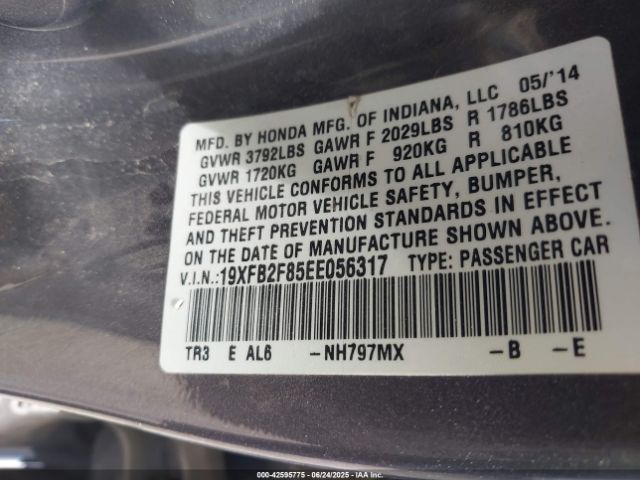 MFD. BY HONDA MFG. OF INDIANA, LLC 05/'14
GVWR 3792LBS GAWR F 2029LBS R 1786LBS
GVWR 1720KG GAWR F 920KG R 810KG
THIS VEHICLE CONFORMS TO ALL APPLICABLE
FEDERAL MOTOR VEHICLE SAFETY, BUMPER,
AND THEFT PREVENTION STANDARDS IN EFFECT
ON THE DATE OF MANUFACTURE SHOWN ABOVE.
V.I.N.:19XFB2F85EE056317 TYPE: PASSENGER CAR
TR3 E AL6 -NH797MX -B -E
000-42595775 - 06/24/2025 - IAAI Inc.